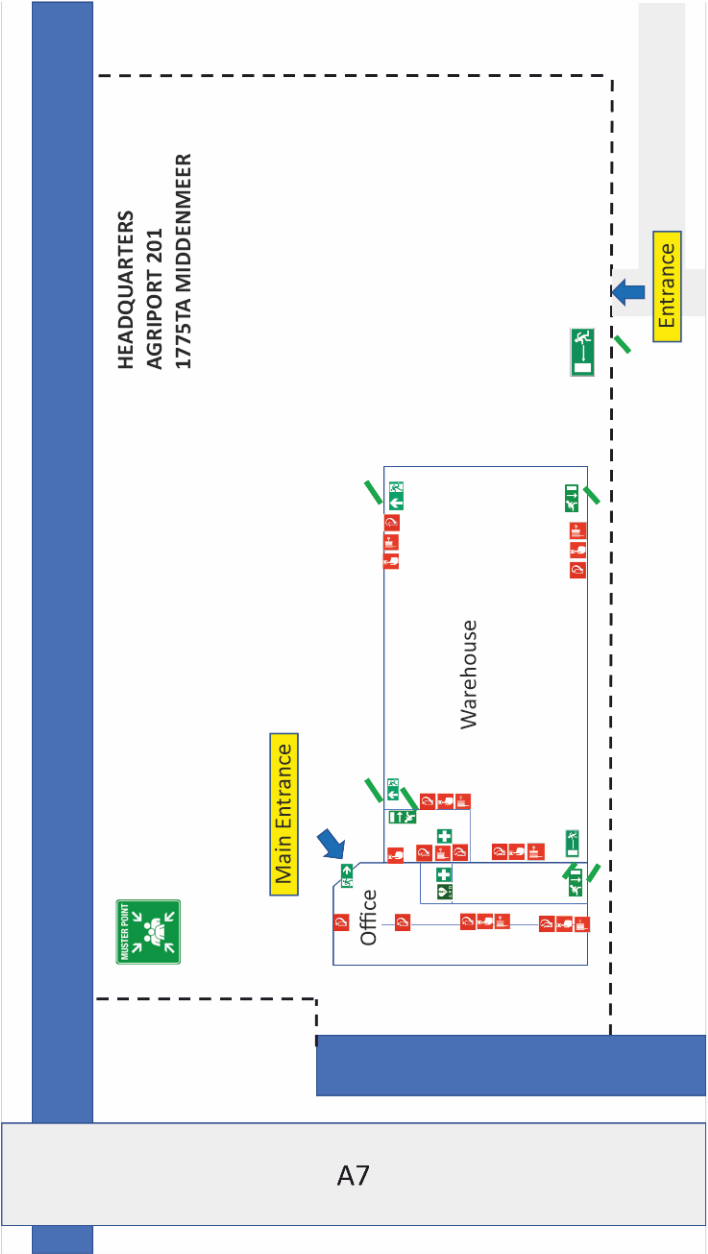 HEADQUARTERS
AGRIPORT 201
1775TA MIDDENMEER
Entrance
Warehouse
Main Entrance
Office
MUSTER POINT
A7